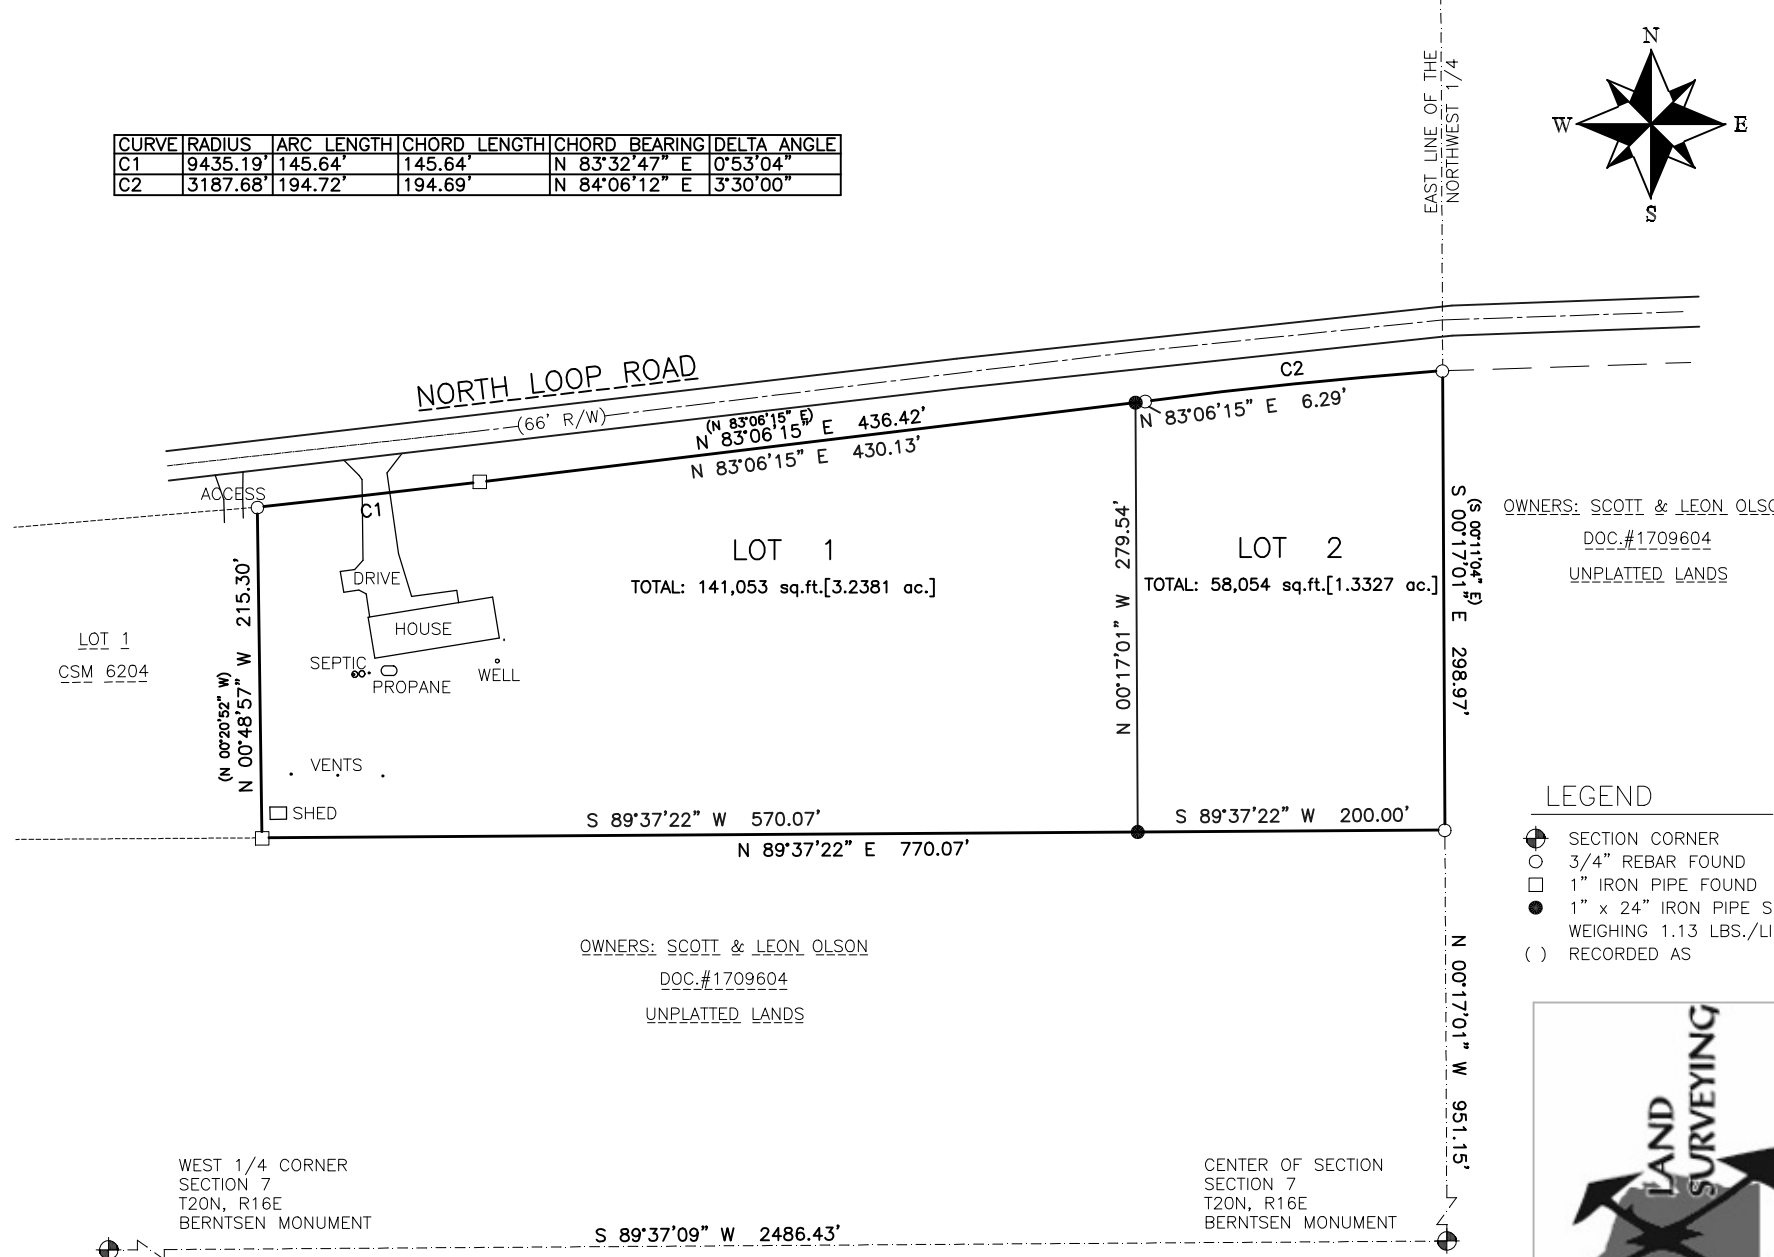 N
W E
S
EAST LINE OF THE
NORTHWEST 1/4
CURVE RADIUS ARC LENGTH CHORD LENGTH CHORD BEARING DELTA ANGLE
C1 9435.19' 145.64' 145.64' N 83°32'47" E 0°53'04"
C2 3187.68' 194.72' 194.69' N 84°06'12" E 3°30'00"
NORTH LOOP ROAD
(66' R/W)
C2
(N 83°06'15" E)
N 83°06'15" E 436.42'
N 83°06'15" E 430.13'
N 83°06'15" E 6.29'
ACCESS
C1
LOT 1
TOTAL: 141,053 sq.ft.[3.2381 ac.]
LOT 2
TOTAL: 58,054 sq.ft.[1.3327 ac.]
N 00°17'01" W 279.54'
(S 00°11'04" E)
S 00°17'01" E 298.97'
OWNERS: SCOTT & LEON OLSO
DOC.#1709604
UNPLATTED LANDS
DRIVE
HOUSE
SEPTIC
PROPANE
WELL
LOT 1
CSM 6204
(N 00°20'52" W)
N 00°48'57" W 215.30'
VENTS
SHED
S 89°37'22" W 570.07'
S 89°37'22" W 200.00'
N 89°37'22" E 770.07'
LEGEND
SECTION CORNER
3/4" REBAR FOUND
1" IRON PIPE FOUND
1" x 24" IRON PIPE S
WEIGHING 1.13 LBS./LI
( ) RECORDED AS
OWNERS: SCOTT & LEON OLSON
DOC.#1709604
UNPLATTED LANDS
N 00°17'01" W 951.15'
LAND
SURVEYING
WEST 1/4 CORNER
SECTION 7
T20N, R16E
BERNTSEN MONUMENT
CENTER OF SECTION
SECTION 7
T20N, R16E
BERNTSEN MONUMENT
S 89°37'09" W 2486.43'